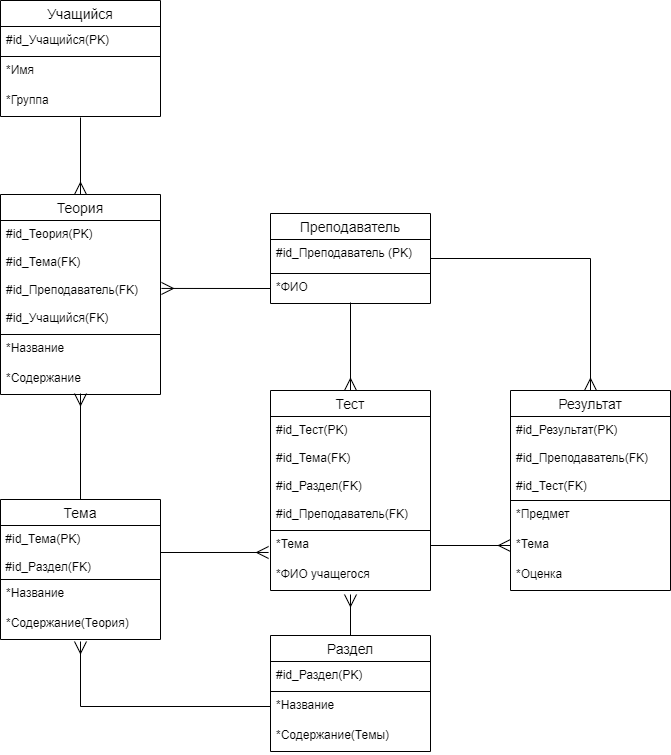 Учащийся
#id_Учащийся(PK)
*Имя
*Группа
Теория
#id_Теория(PK)
#id_Тема(FK)
#id_Преподаватель(FK)
#id_Учащийся(FK)
*Название
*Содержание
Преподаватель
#id_Преподаватель (PK)
*ФИО
Тест
#id_Тест(PK)
#id_Тема(FK)
#id_Раздел(FK)
#id_Преподаватель(FK)
*Тема
*ФИО учащегося
Результат
#id_Результат(PK)
#id_Преподаватель(FK)
#id_Тест(FK)
*Предмет
*Тема
*Оценка
Тема
#id_Тема(PK)
#id_Раздел(FK)
*Название
*Содержание(Теория)
Раздел
#id_Раздел(PK)
*Название
*Содержание(Темы)